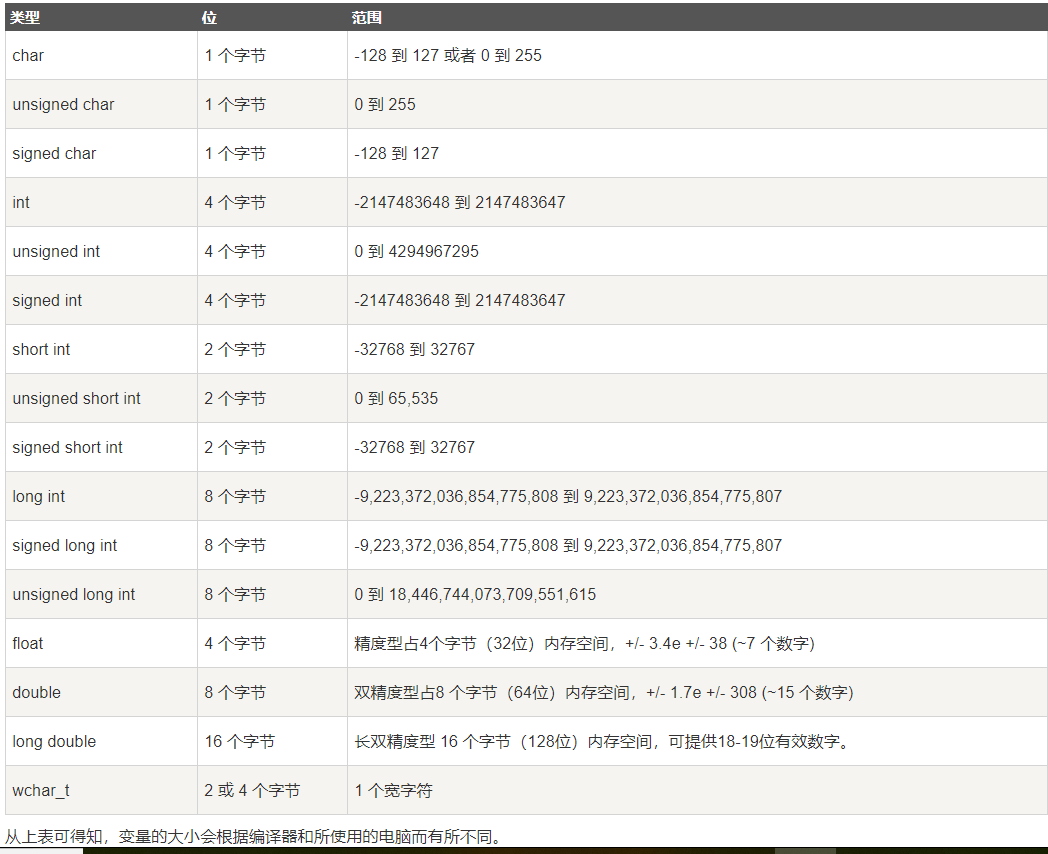 类型 位 范围
char 1 个字节 -128 到 127 或者 0 到 255
unsigned char 1 个字节 0 到 255
signed char 1 个字节 -128 到 127
int 4 个字节 -2147483648 到 2147483647
unsigned int 4 个字节 0 到 4294967295
signed int 4 个字节 -2147483648 到 2147483647
short int 2 个字节 -32768 到 32767
unsigned short int 2 个字节 0 到 65,535
signed short int 2 个字节 -32768 到 32767
long int 8 个字节 -9,223,372,036,854,775,808 到 9,223,372,036,854,775,807
signed long int 8 个字节 -9,223,372,036,854,775,808 到 9,223,372,036,854,775,807
unsigned long int 8 个字节 0 到 18,446,744,073,709,551,615
float 4 个字节 精度型占4个字节（32位）内存空间，+/- 3.4e +/- 38 (~7 个数字)
double 8 个字节 双精度型占8 个字节（64位）内存空间，+/- 1.7e +/- 308 (~15 个数字)
long double 16 个字节 长双精度型 16 个字节（128位）内存空间，可提供18-19位有效数字。
wchar_t 2 或 4 个字节 1 个宽字符
从上表可得知，变量的大小会根据编译器和所使用的电脑而有所不同。